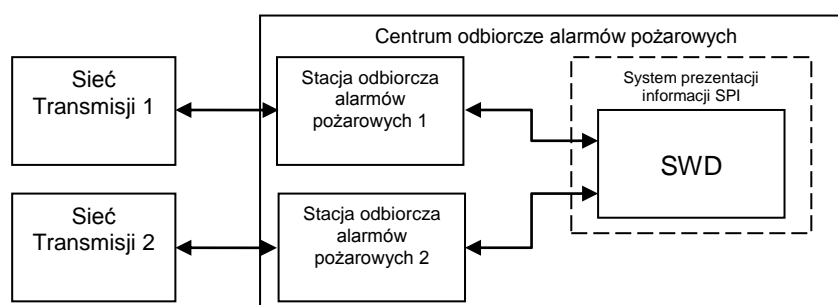 Centrum odbiorcze alarmów pożarowych
Sieć
Transmisji 1
Stacja odbiorcza
alarmów
pożarowych 1
System prezentacji
informacji SPI
SWD
Sieć
Transmisji 2
Stacja odbiorcza
alarmów
pożarowych 2